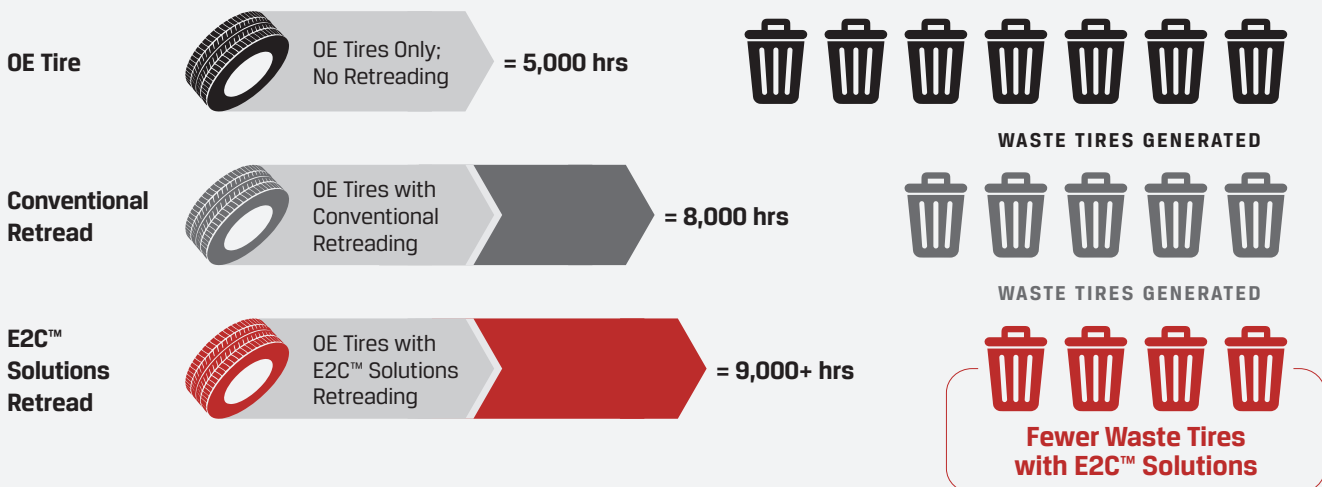 OE Tire
OE Tires Only;
No Retreading
= 5,000 hrs
WASTE TIRES GENERATED
Conventional
Retread
OE Tires with
Conventional
Retreading
= 8,000 hrs
WASTE TIRES GENERATED
E2C™
Solutions
Retread
OE Tires with
E2C™ Solutions
Retreading
= 9,000+ hrs
Fewer Waste Tires
with E2C™ Solutions